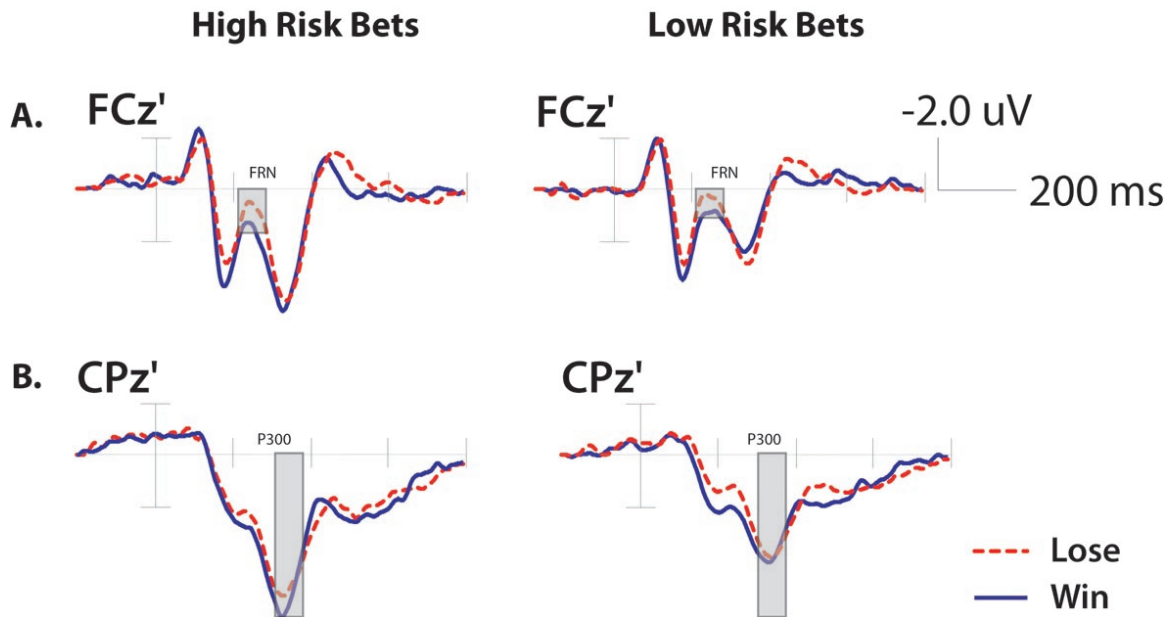 High Risk Bets
Low Risk Bets
A.
FCz'
FRN
FCz'
FRN
-2.0 uV
200 ms
B.
CPz'
P300
CPz'
P300
Lose
Win